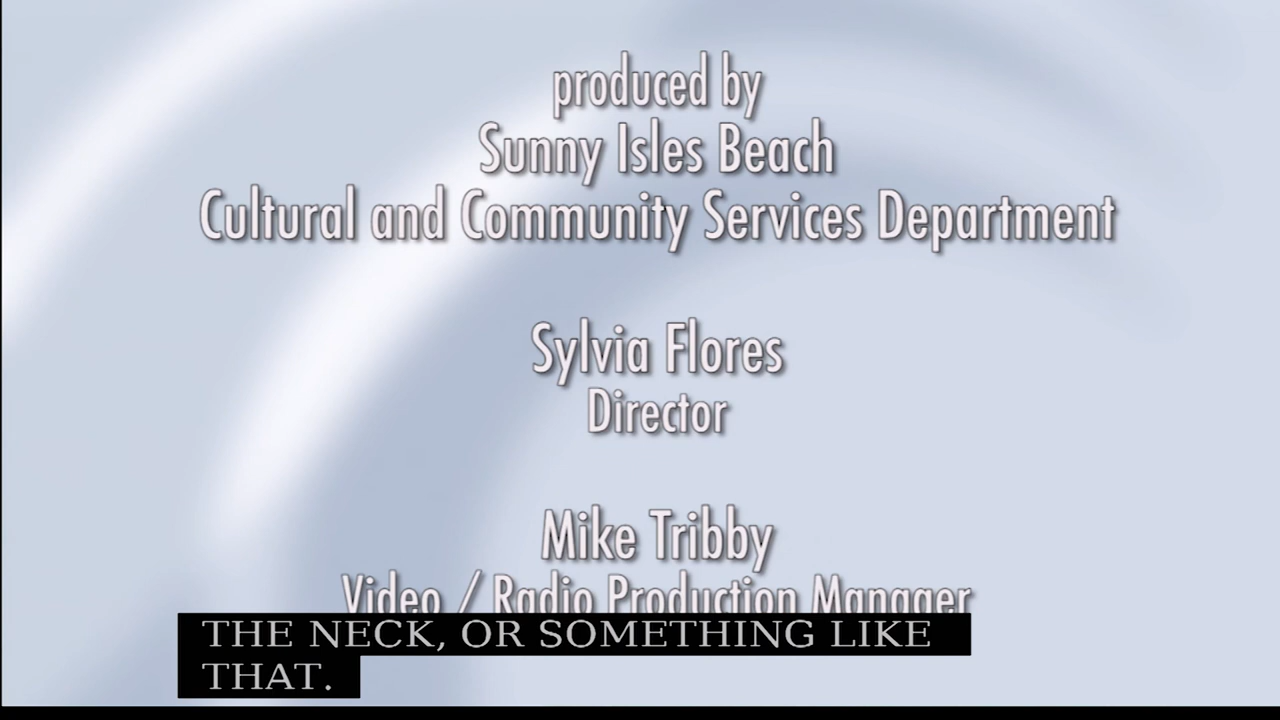 produced by
Sunny Isles Beach
Cultural and Community Services Department
Sylvia Flores
Director
Mike Tribby
Video / Radio Production Manager
THE NECK, OR SOMETHING LIKE
THAT.